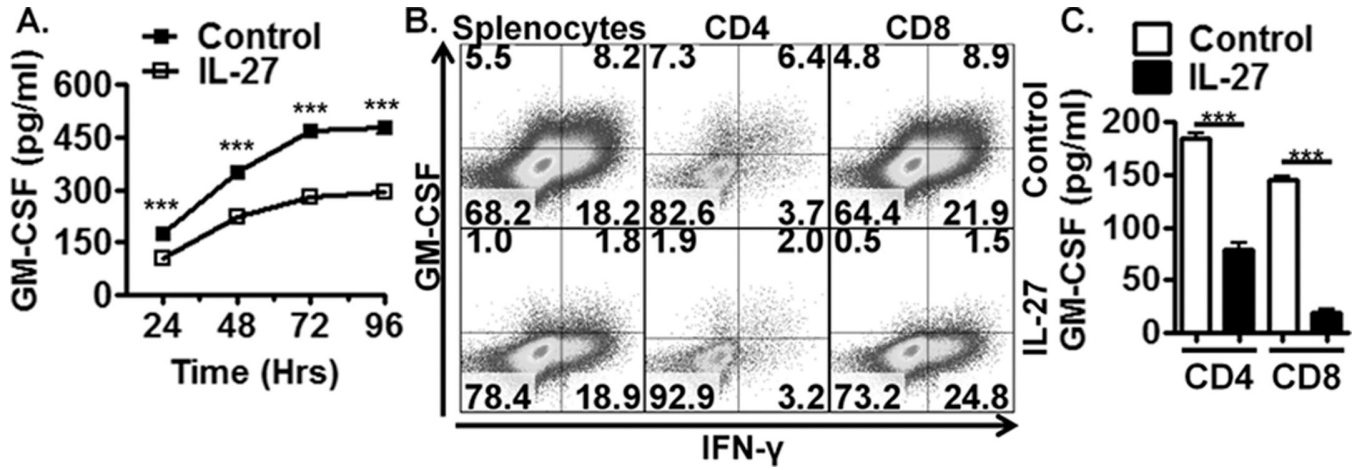 A.
Control
IL-27
GM-CSF (pg/ml)
600
450
300
150
0
***
***
***
***
24 48 72 96
Time (Hrs)
B.
Splenocytes CD4 CD8
5.5 8.2 7.3 6.4 4.8 8.9
68.2 18.2 82.6 3.7 64.4 21.9
Control
1.0 1.8 1.9 2.0 0.5 1.5
78.4 18.9 92.9 3.2 73.2 24.8
IL-27
GM-CSF
IFN-γ
C.
Control
IL-27
GM-CSF (pg/ml)
200
150
100
50
0
***
***
CD4 CD8